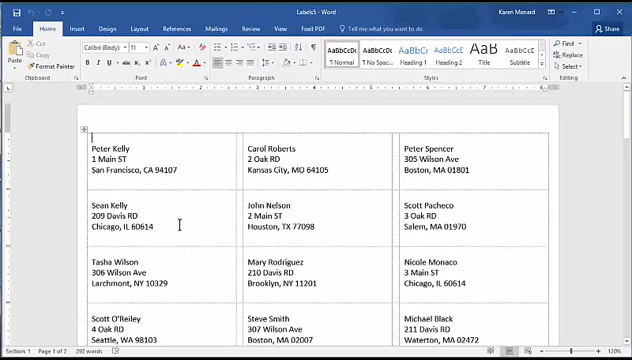 Labels5 - Word
Karen Menard
File Home Insert Design Layout References Mailings Review View Foxit PDF Tell me what you want to do Share
Paste
Cut
Copy
Format Painter
Clipboard
Calibri (Body) 11
Font
Paragraph
AaBbCcDc AaBbCcDc AaBbC AaBbCcE AaB AaBbCcD
¶ Normal ¶ No Spac... Heading 1 Heading 2 Title Subtitle
Styles
Find
Replace
Select
Editing
Peter Kelly
1 Main ST
San Francisco, CA 94107
Carol Roberts
2 Oak RD
Kansas City, MO 64105
Peter Spencer
305 Wilson Ave
Boston, MA 01801
Sean Kelly
209 Davis RD
Chicago, IL 60614
John Nelson
2 Main ST
Houston, TX 77098
Scott Pacheco
3 Oak RD
Salem, MA 01970
Tasha Wilson
306 Wilson Ave
Larchmont, NY 10329
Mary Rodriguez
210 Davis RD
Brooklyn, NY 11201
Nicole Monaco
3 Main ST
Chicago, IL 60614
Scott O'Reiley
4 Oak RD
Seattle, WA 98103
Steve Smith
307 Wilson Ave
Boston, MA 02007
Michael Black
211 Davis RD
Waterton, MA 02472
Section: 1 Page 1 of 2 292 words
120%